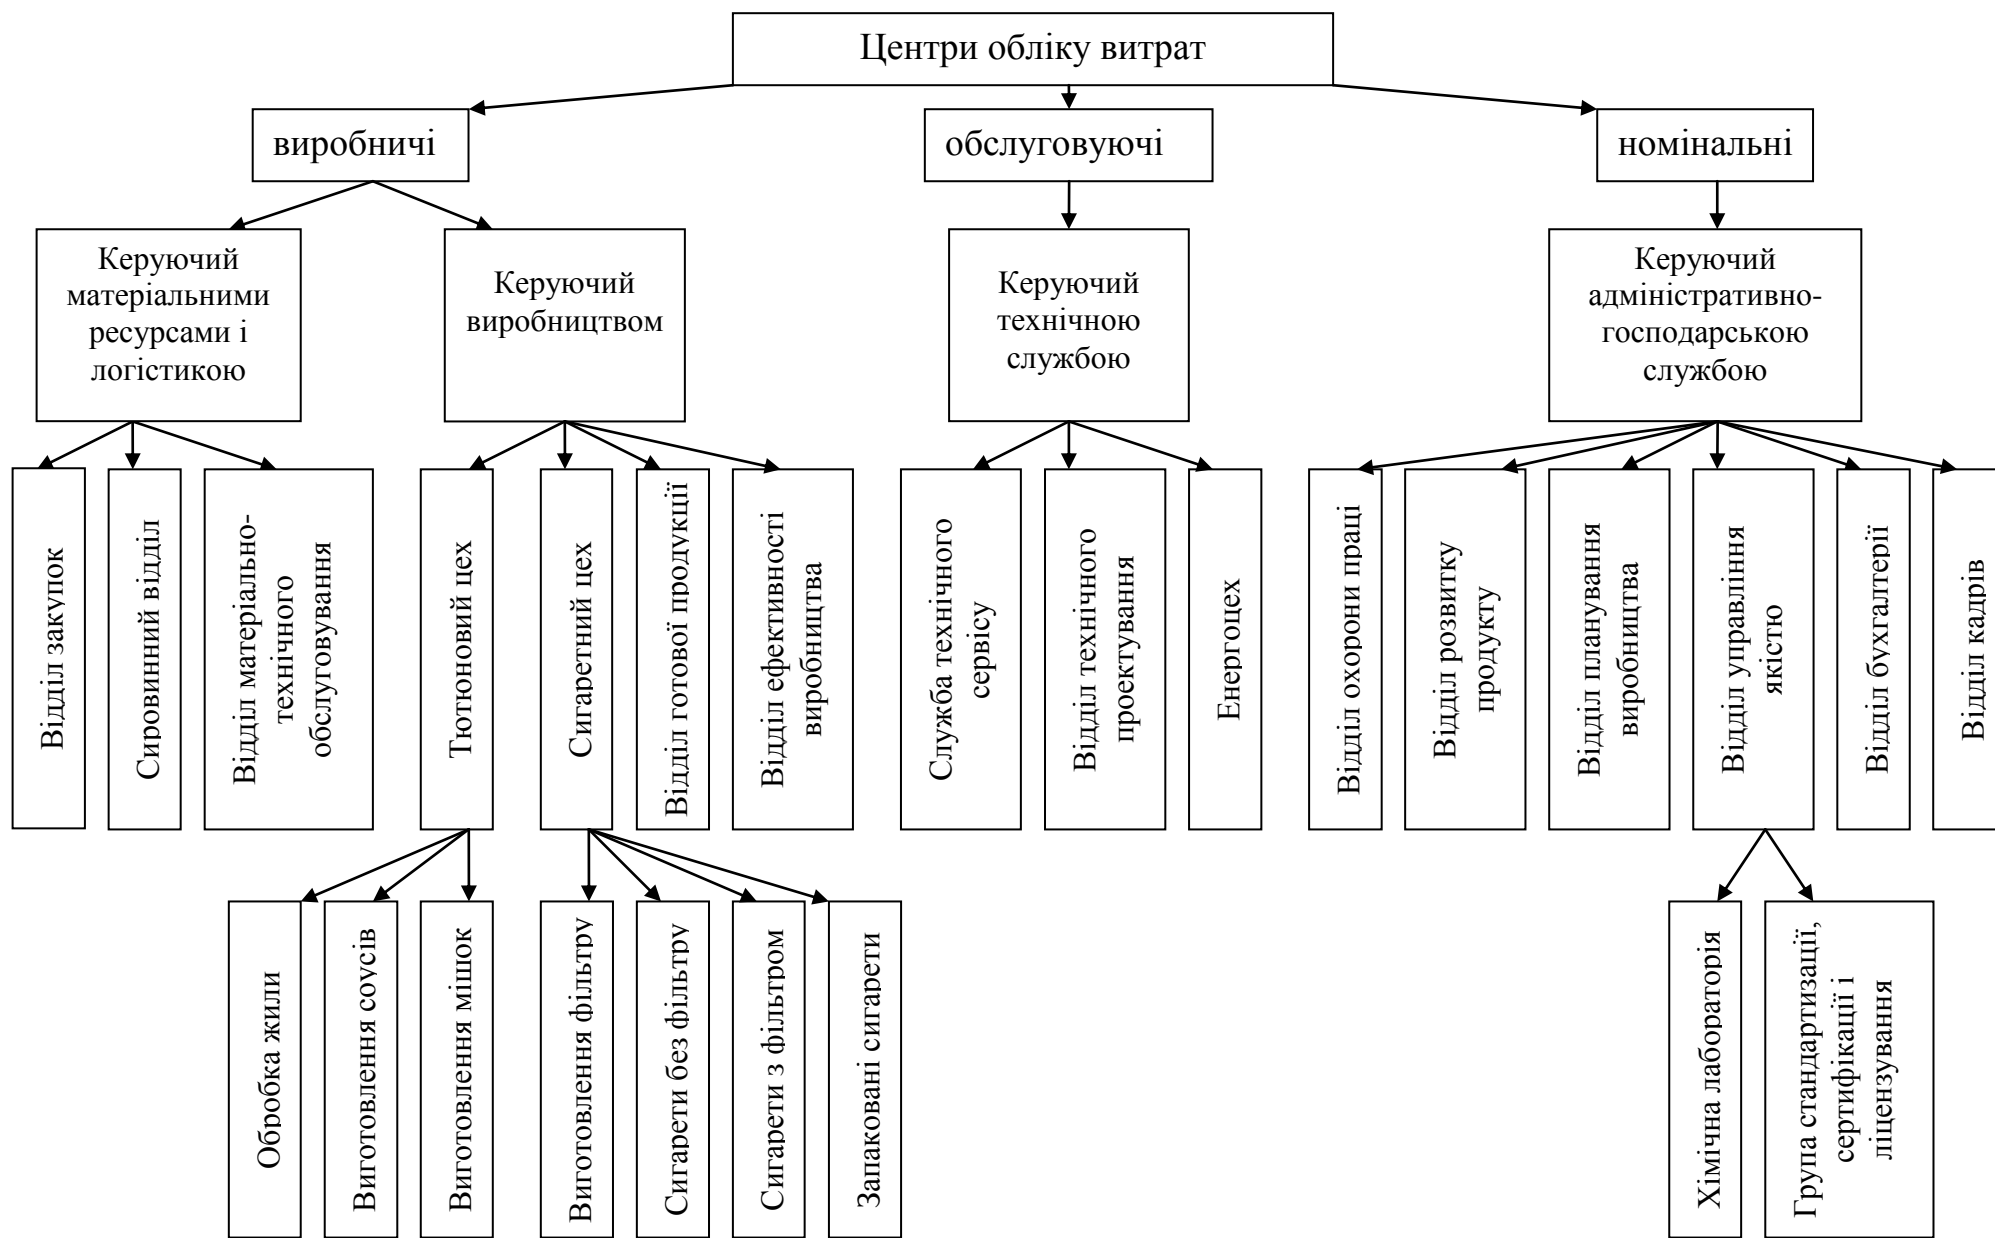 Центри обліку витрат
виробничі
обслуговуючі
номінальні
Керуючий
матеріальними
ресурсами і
логістикою
Керуючий
виробництвом
Керуючий
технічною
службою
Керуючий
адміністративно-
господарською
службою
Відділ закупок
Сировинний відділ
Відділ матеріально-
технічного
обслуговування
Тютюновий цех
Сигаретний цех
Відділ готової продукції
Відділ ефективності
виробництва
Служба технічного
сервісу
Відділ технічного
проектування
Енергоцех
Відділ охорони праці
Відділ розвитку
продукту
Відділ планування
виробництва
Відділ управління
якістю
Відділ бухгалтерії
Відділ кадрів
Обробка жили
Виготовлення соусів
Виготовлення мішок
Виготовлення фільтру
Сигарети без фільтру
Сигарети з фільтром
Запаковані сигарети
Хімічна лабораторія
Група стандартизації,
сертифікації і
ліцензування